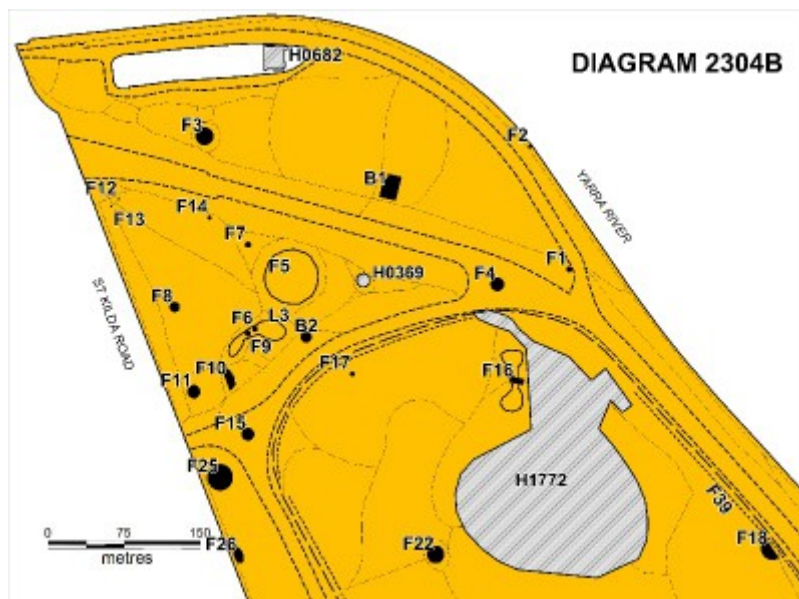 H0682
DIAGRAM 2304B
F3
F2
B1
YARRA RIVER
F12
F13
F14
F7
F5
H0369
F4
F1
ST KILDA ROAD
F8
F6
L3
B2
F9
F10
F11
F17
F16
F15
F25
H1772
F39
0 75 150
metres
F26
F22
F18